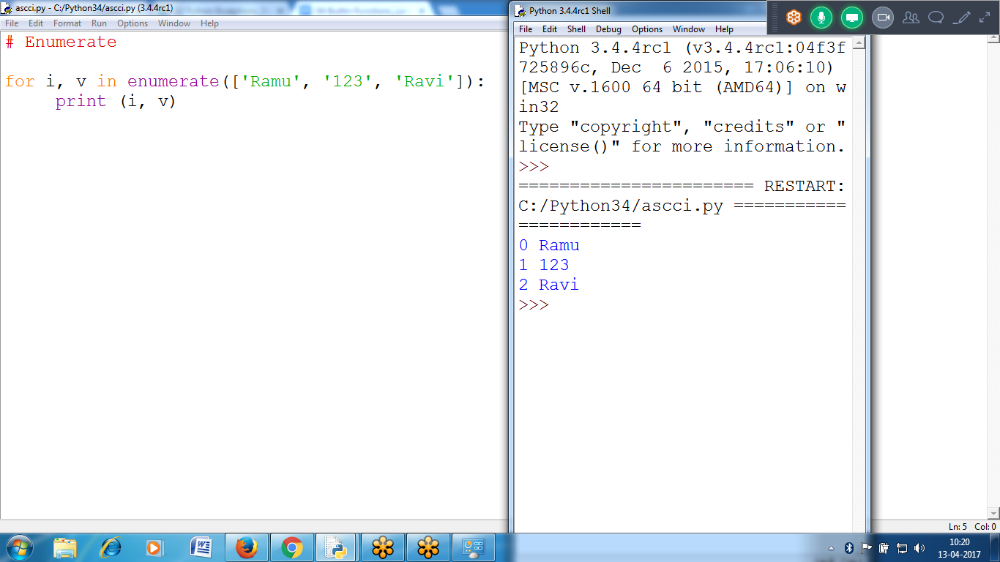 ascci.py - C:/Python34/ascci.py (3.4.4rc1)
File Edit Format Run Options Window Help
# Enumerate
for i, v in enumerate(['Ramu', '123', 'Ravi']):
print (i, v)
Python 3.4.4rc1 Shell
File Edit Shell Debug Options Window Help
Python 3.4.4rc1 (v3.4.4rc1:04f3f
725896c, Dec  6 2015, 17:06:10)
[MSC v.1600 64 bit (AMD64)] on w
in32
Type "copyright", "credits" or "
license()" for more information.
>>>
======================= RESTART:
C:/Python34/ascci.py ===========
============
0 Ramu
1 123
2 Ravi
>>>
Ln: 5 Col: 0
10:20
13-04-2017